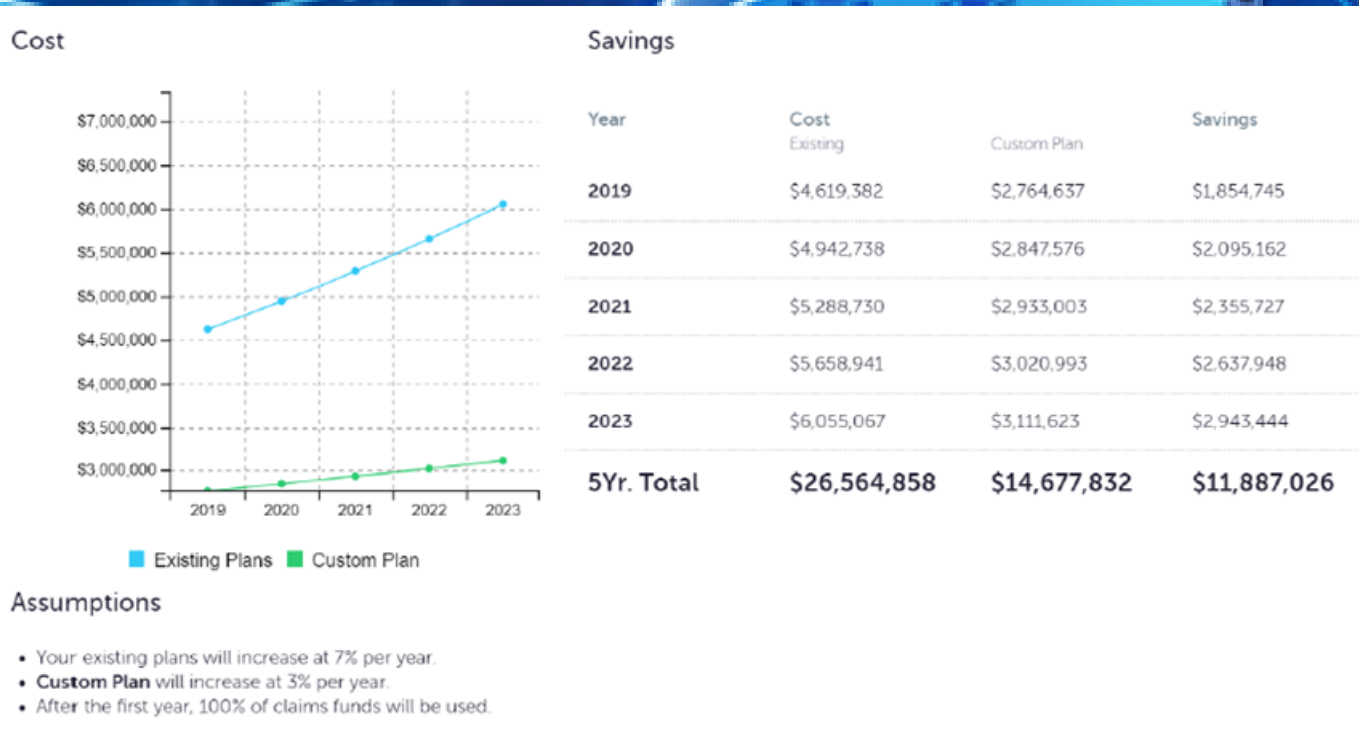 Cost
$7,000,000
$6,500,000
$6,000,000
$5,500,000
$5,000,000
$4,500,000
$4,000,000
$3,500,000
$3,000,000
2019 2020 2021 2022 2023
Existing Plans Custom Plan
Savings
Year Cost Savings
Existing Custom Plan
2019 $4,619,382 $2,764,637 $1,854,745
2020 $4,942,738 $2,847,576 $2,095,162
2021 $5,288,730 $2,933,003 $2,355,727
2022 $5,658,941 $3,020,993 $2,637,948
2023 $6,055,067 $3,111,623 $2,943,444
5Yr. Total $26,564,858 $14,677,832 $11,887,026
Assumptions
• Your existing plans will increase at 7% per year.
• Custom Plan will increase at 3% per year.
• After the first year, 100% of claims funds will be used.